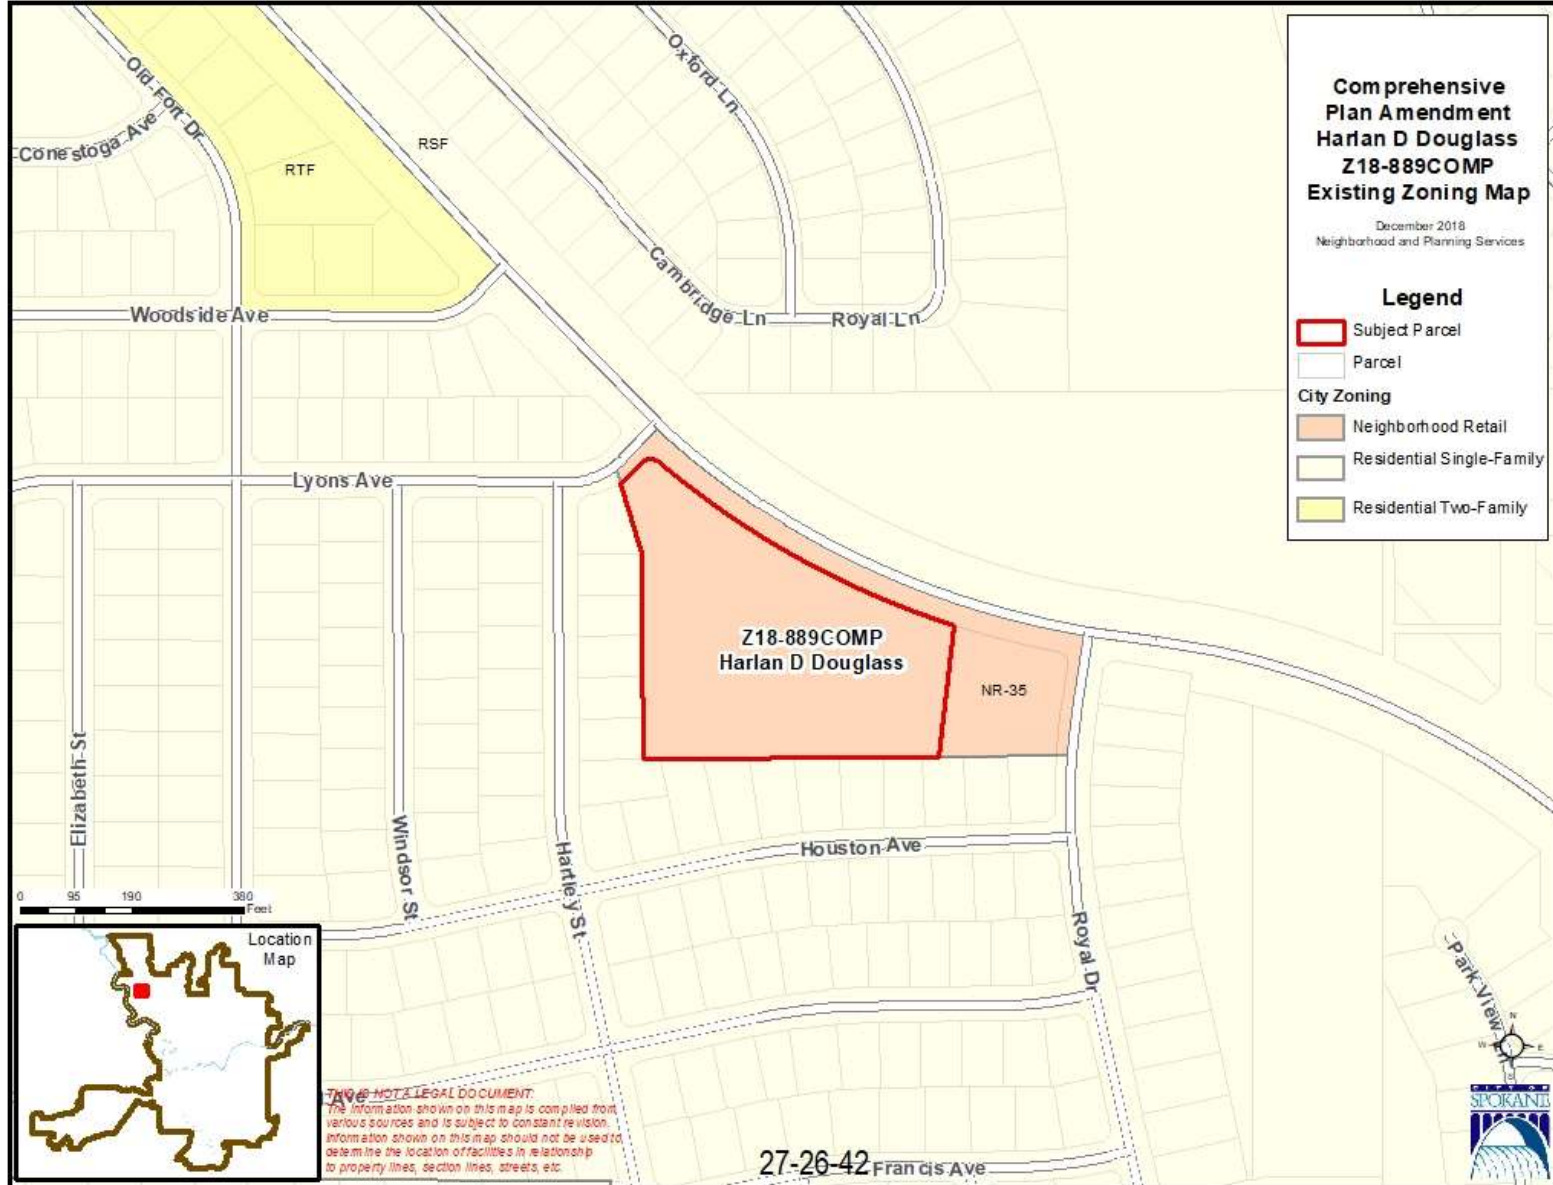 Comprehensive
Plan Amendment
Harlan D Douglass
Z18-889COMP
Existing Zoning Map
December 2018
Neighborhood and Planning Services
Legend
Subject Parcel
Parcel
City Zoning
Neighborhood Retail
Residential Single-Family
Residential Two-Family
Old Fort Dr
Conestoga Ave
RTF
RSF
Oxford Ln
Cambridge Ln
Royal Ln
Woodside Ave
Lyons Ave
Z18-889COMP
Harlan D Douglass
NR-35
Elizabeth St
Windsor St
Hartley St
Houston Ave
Royal Dr
Park View Ln
0 95 190 380
Feet
Location
Map
Ave
THIS IS NOT A LEGAL DOCUMENT:
The information shown on this map is compiled from
various sources and is subject to constant revision.
Information shown on this map should not be used to
determine the location of facilities in relationship
to property lines, section lines, streets, etc.
27-26-42
Francis Ave
N
W
E
S
CITY OF
SPOKANE